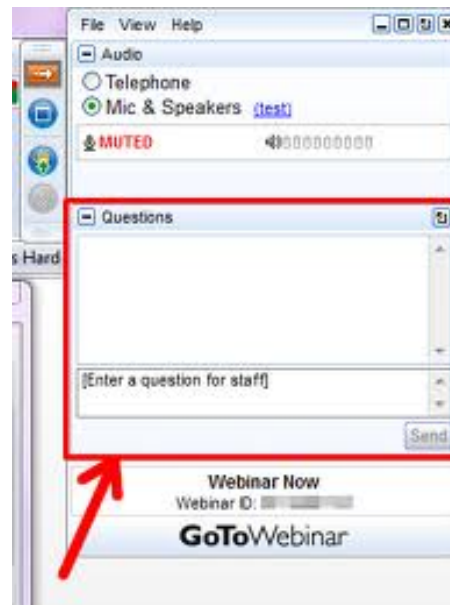 File View Help
Audio
Telephone
Mic & Speakers (test)
MUTED
Questions
s Hard
[Enter a question for staff]
Send
Webinar Now
Webinar ID:
GoToWebinar